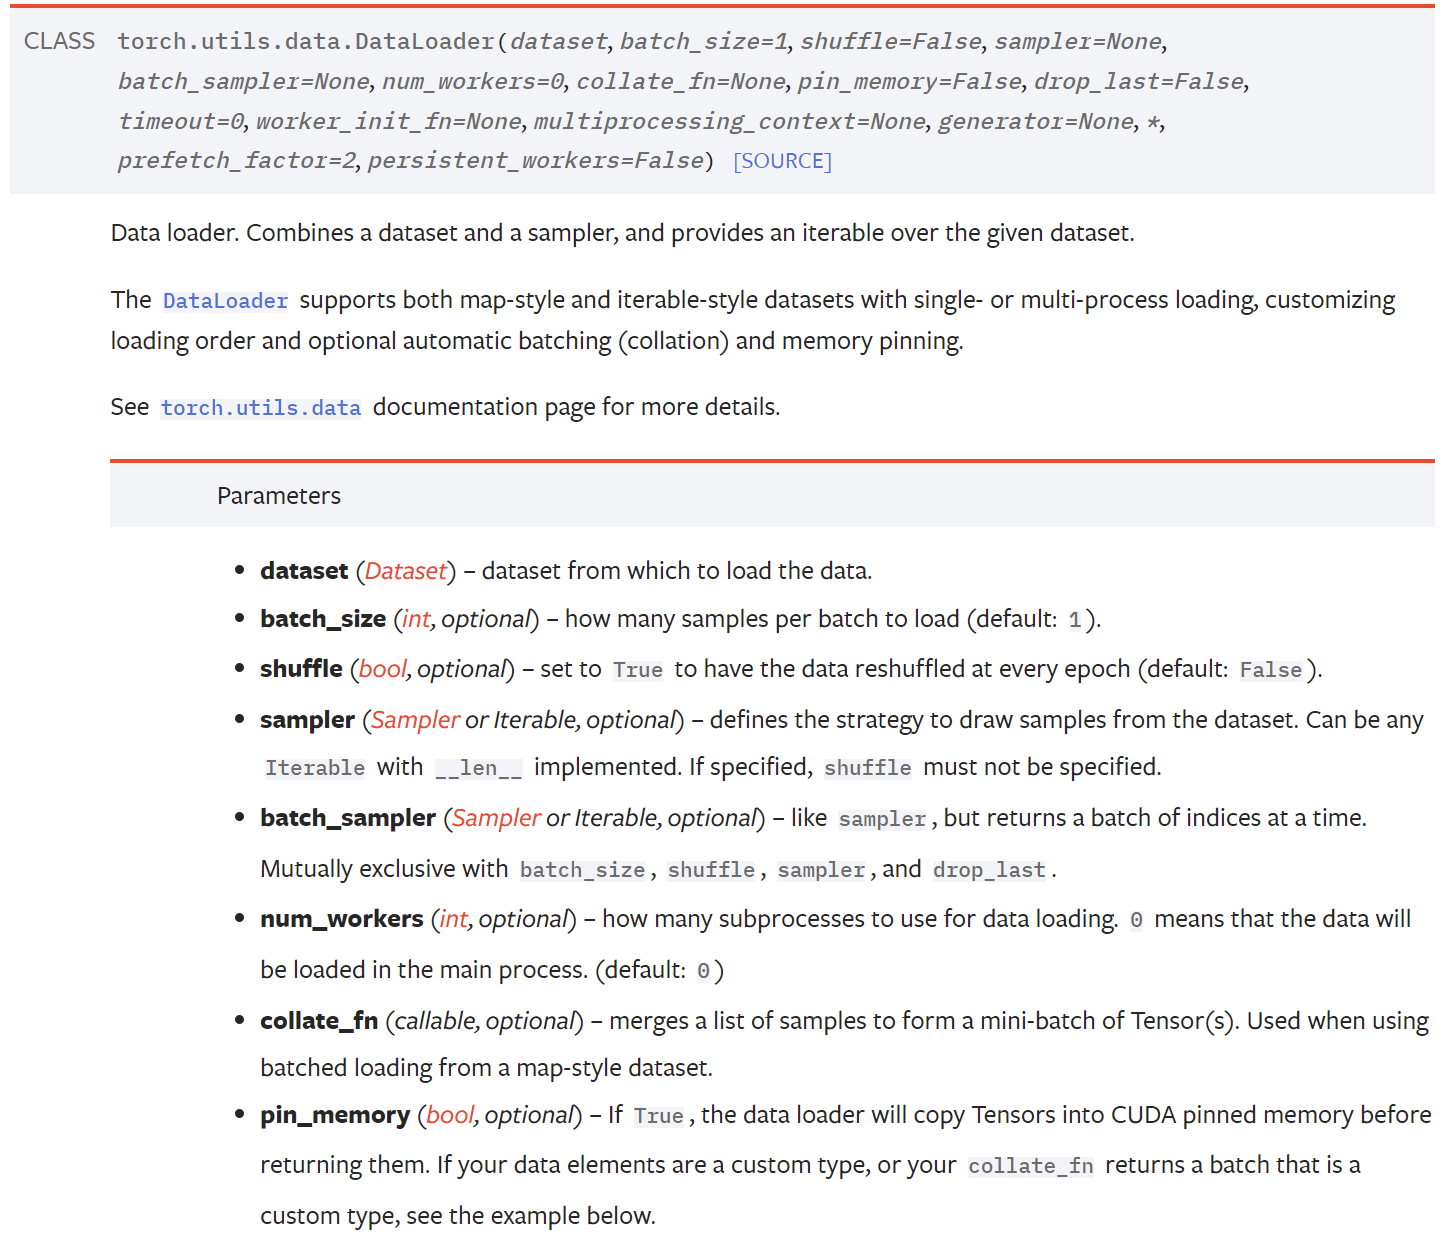 CLASS torch.utils.data.DataLoader(dataset, batch_size=1, shuffle=False, sampler=None,
batch_sampler=None, num_workers=0, collate_fn=None, pin_memory=False, drop_last=False,
timeout=0, worker_init_fn=None, multiprocessing_context=None, generator=None, *,
prefetch_factor=2, persistent_workers=False) [SOURCE]
Data loader. Combines a dataset and a sampler, and provides an iterable over the given dataset.
The DataLoader supports both map-style and iterable-style datasets with single- or multi-process loading, customizing
loading order and optional automatic batching (collation) and memory pinning.
See torch.utils.data documentation page for more details.
Parameters
• dataset (Dataset) – dataset from which to load the data.
• batch_size (int, optional) – how many samples per batch to load (default: 1).
• shuffle (bool, optional) – set to True to have the data reshuffled at every epoch (default: False).
• sampler (Sampler or Iterable, optional) – defines the strategy to draw samples from the dataset. Can be any
Iterable with __len__ implemented. If specified, shuffle must not be specified.
• batch_sampler (Sampler or Iterable, optional) – like sampler, but returns a batch of indices at a time.
Mutually exclusive with batch_size, shuffle, sampler, and drop_last.
• num_workers (int, optional) – how many subprocesses to use for data loading. 0 means that the data will
be loaded in the main process. (default: 0)
• collate_fn (callable, optional) – merges a list of samples to form a mini-batch of Tensor(s). Used when using
batched loading from a map-style dataset.
• pin_memory (bool, optional) – If True, the data loader will copy Tensors into CUDA pinned memory before
returning them. If your data elements are a custom type, or your collate_fn returns a batch that is a
custom type, see the example below.